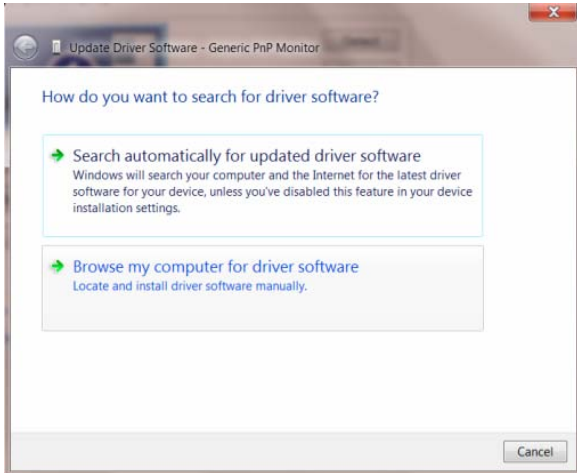 Update Driver Software - Generic PnP Monitor
How do you want to search for driver software?
Search automatically for updated driver software
Windows will search your computer and the Internet for the latest driver
software for your device, unless you've disabled this feature in your device
installation settings.
Browse my computer for driver software
Locate and install driver software manually.
Cancel